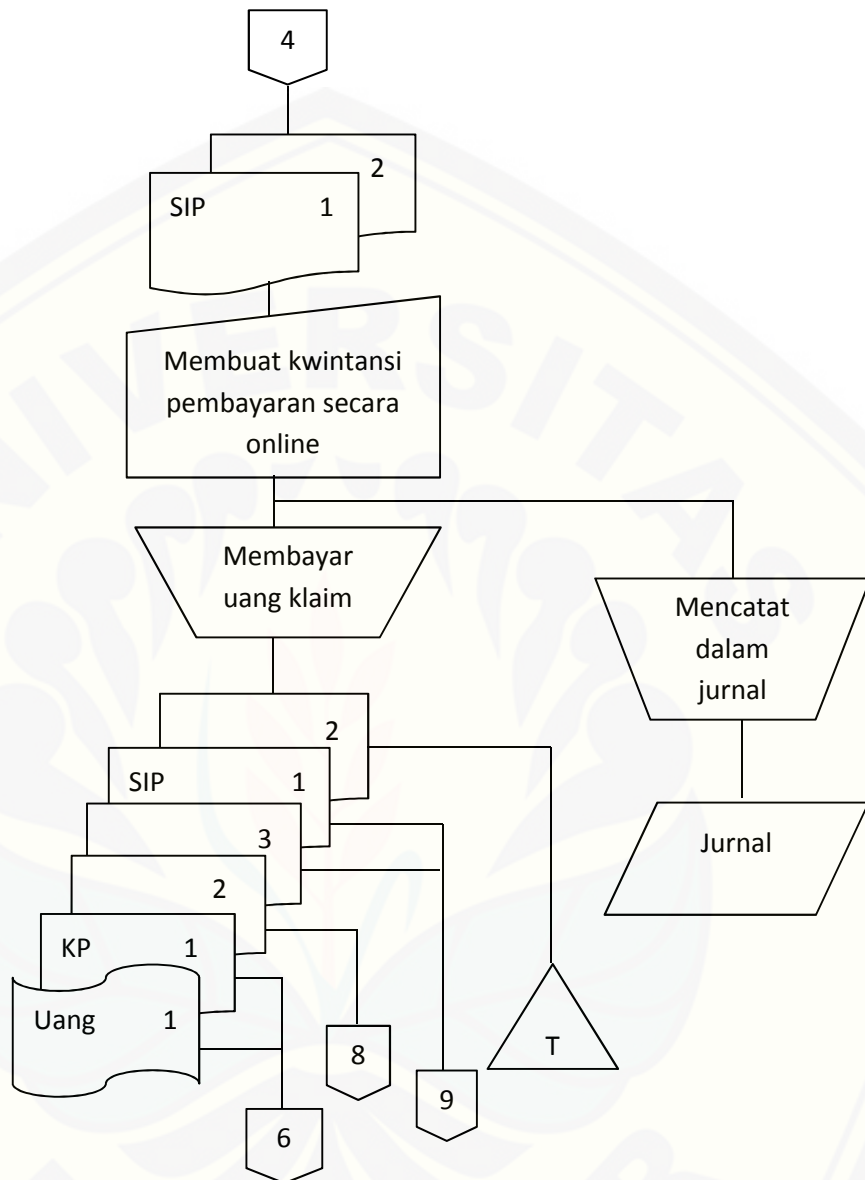 4
2
SIP 1
Membuat kwintansi
pembayaran secara
online
Membayar
uang klaim
Mencatat
dalam
jurnal
2
SIP 1
3
2
KP 1
Uang 1
Jurnal
T
8
9
6
UNIVERSITAS